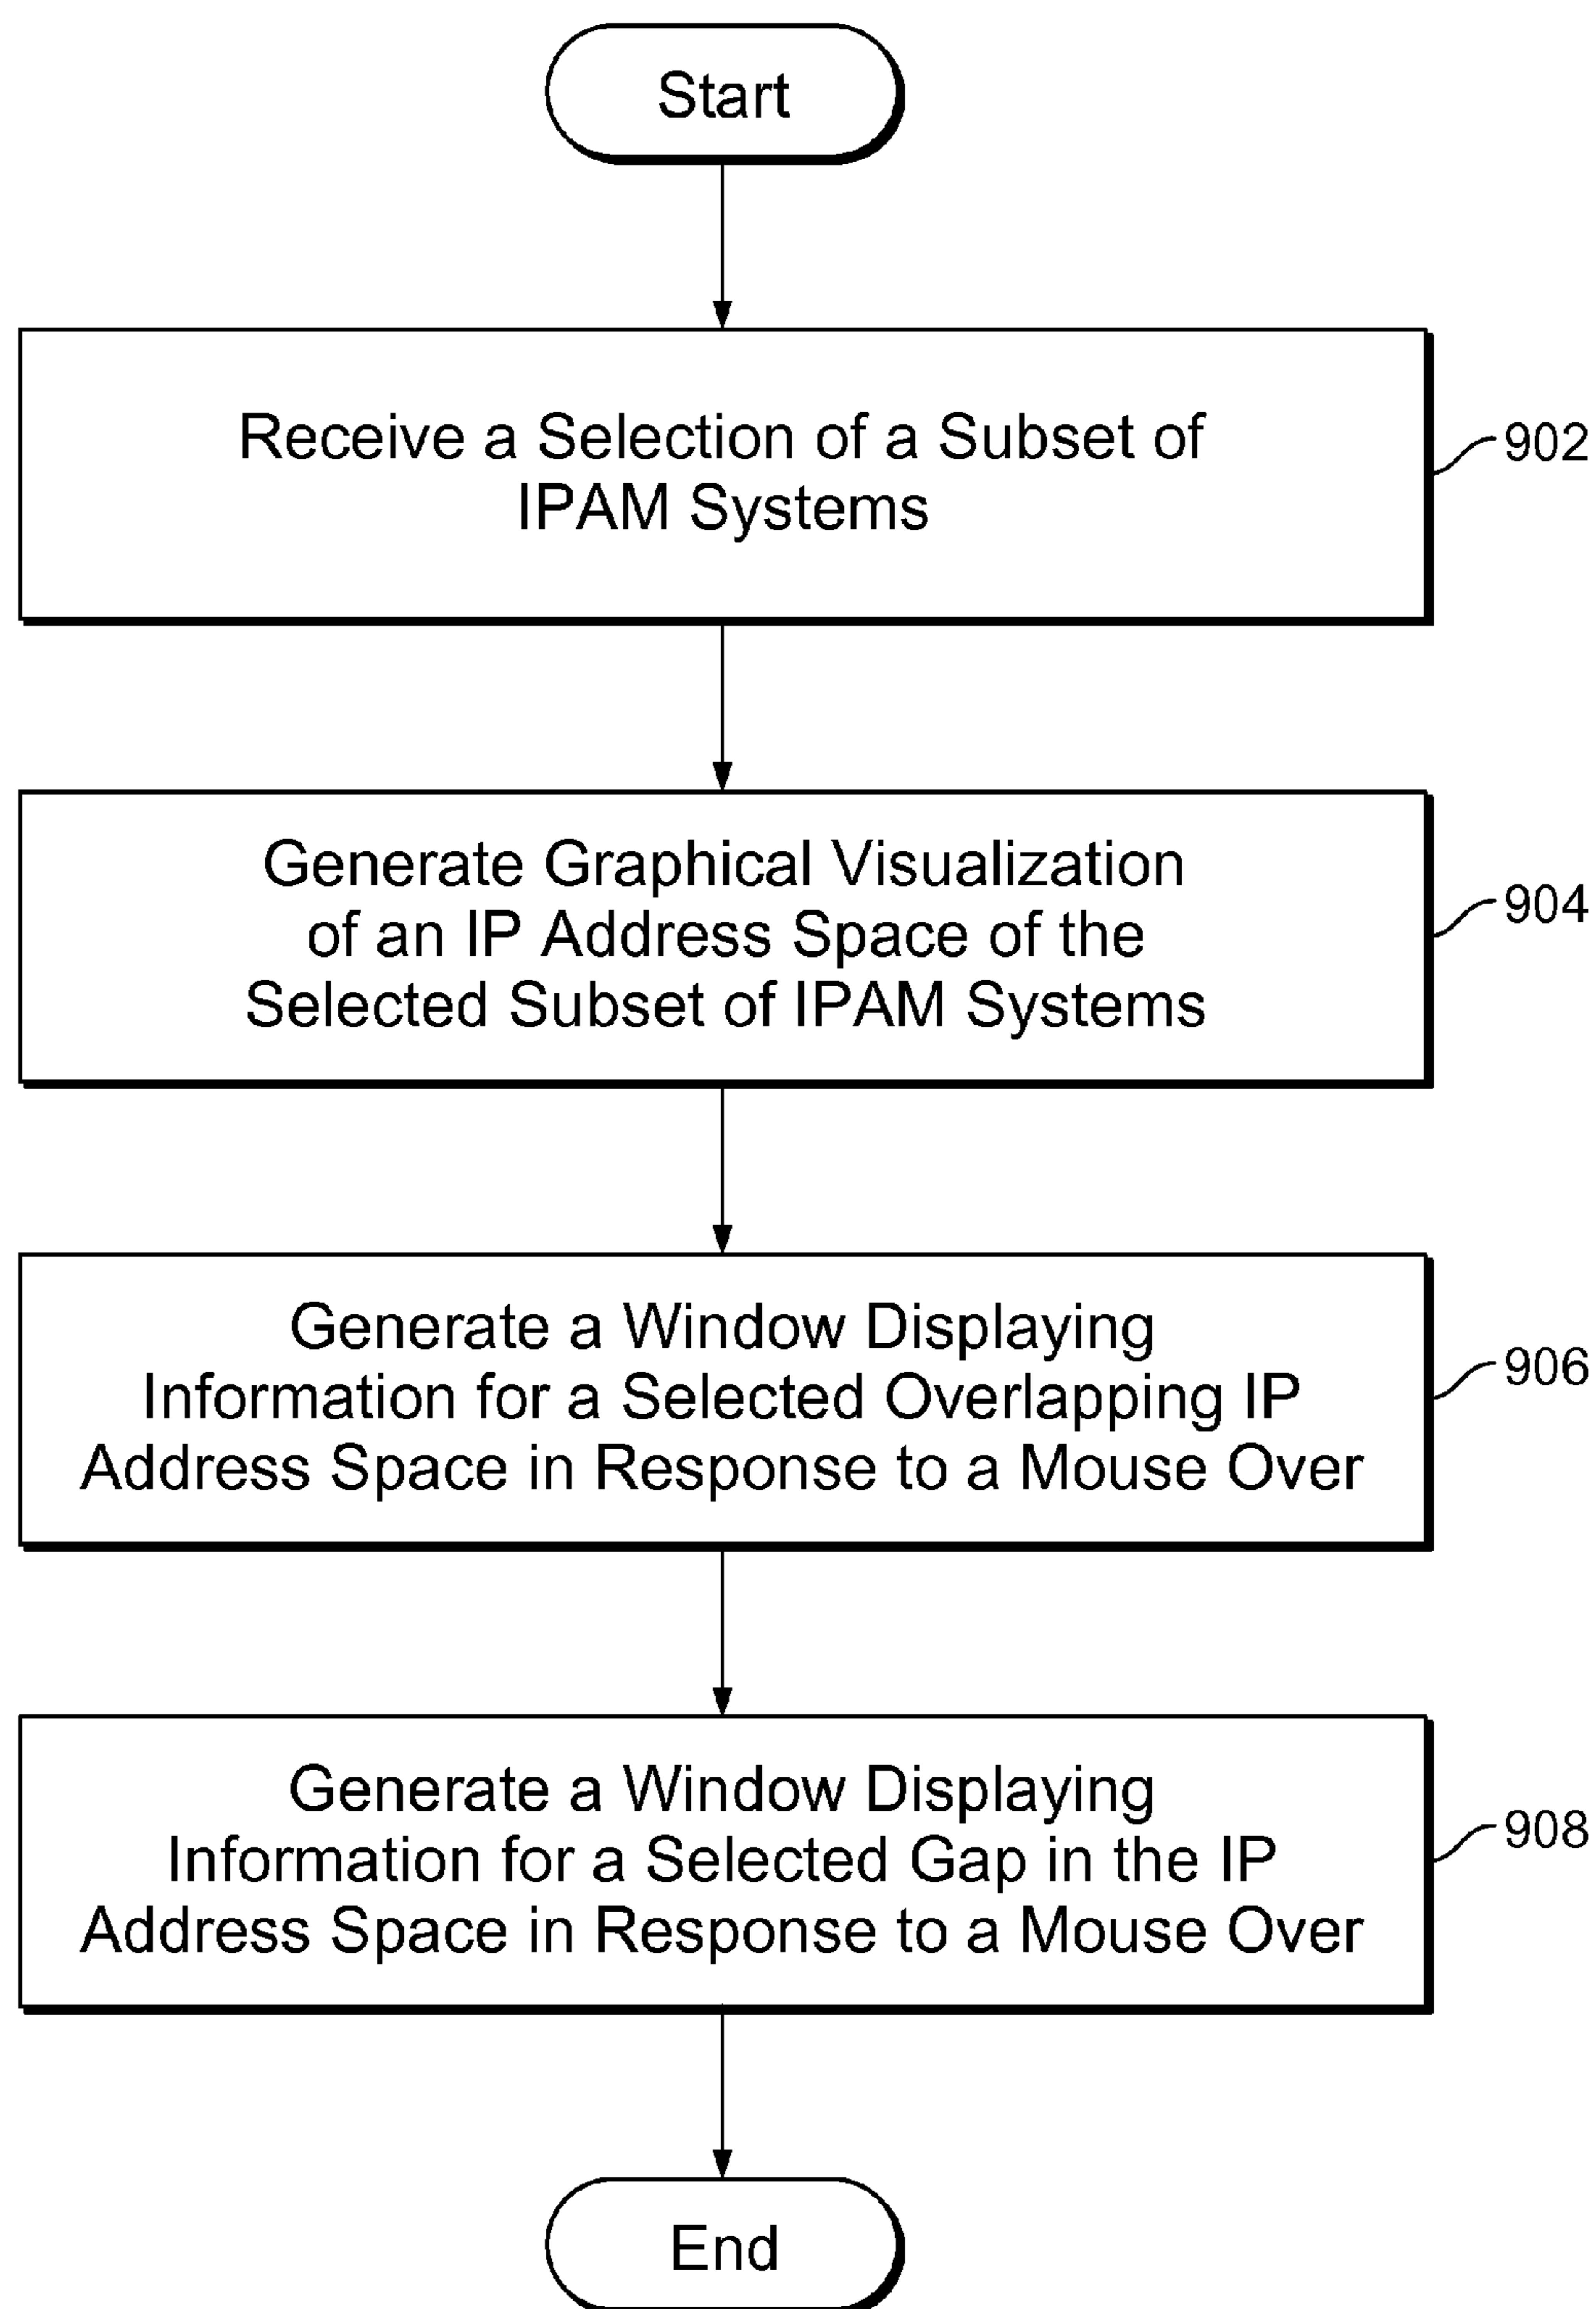 Start
Receive a Selection of a Subset of
IPAM Systems
902
Generate Graphical Visualization
of an IP Address Space of the
Selected Subset of IPAM Systems
904
Generate a Window Displaying
Information for a Selected Overlapping IP
Address Space in Response to a Mouse Over
906
Generate a Window Displaying
Information for a Selected Gap in the IP
Address Space in Response to a Mouse Over
908
End